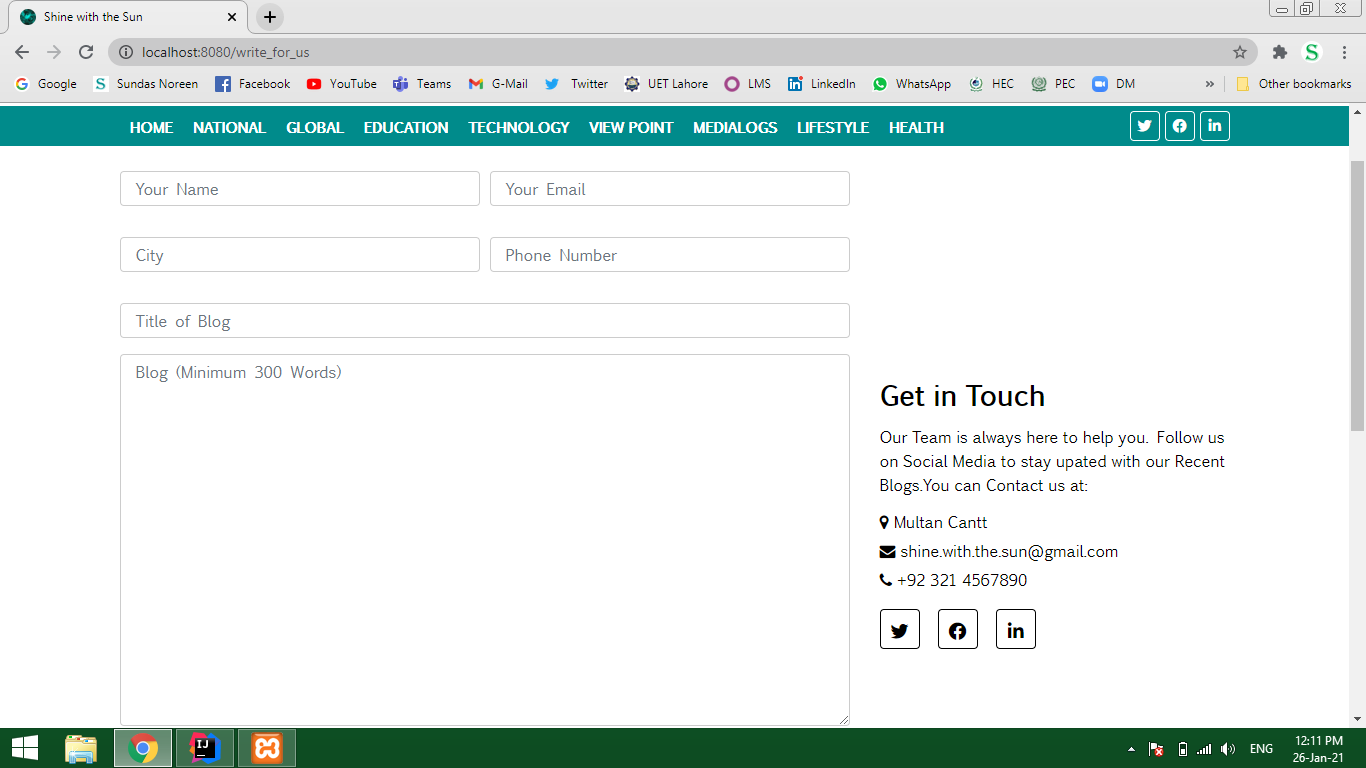 Shine with the Sun
localhost:8080/write_for_us
Google Sundas Noreen Facebook YouTube Teams G-Mail Twitter UET Lahore LMS LinkedIn WhatsApp HEC PEC DM » Other bookmarks
HOME NATIONAL GLOBAL EDUCATION TECHNOLOGY VIEW POINT MEDIALOGS LIFESTYLE HEALTH
Your Name Your Email
City Phone Number
Title of Blog
Blog (Minimum 300 Words)
Get in Touch
Our Team is always here to help you. Follow us
on Social Media to stay upated with our Recent
Blogs.You can Contact us at:
Multan Cantt
shine.with.the.sun@gmail.com
+92 321 4567890
ENG
12:11 PM
26-Jan-21